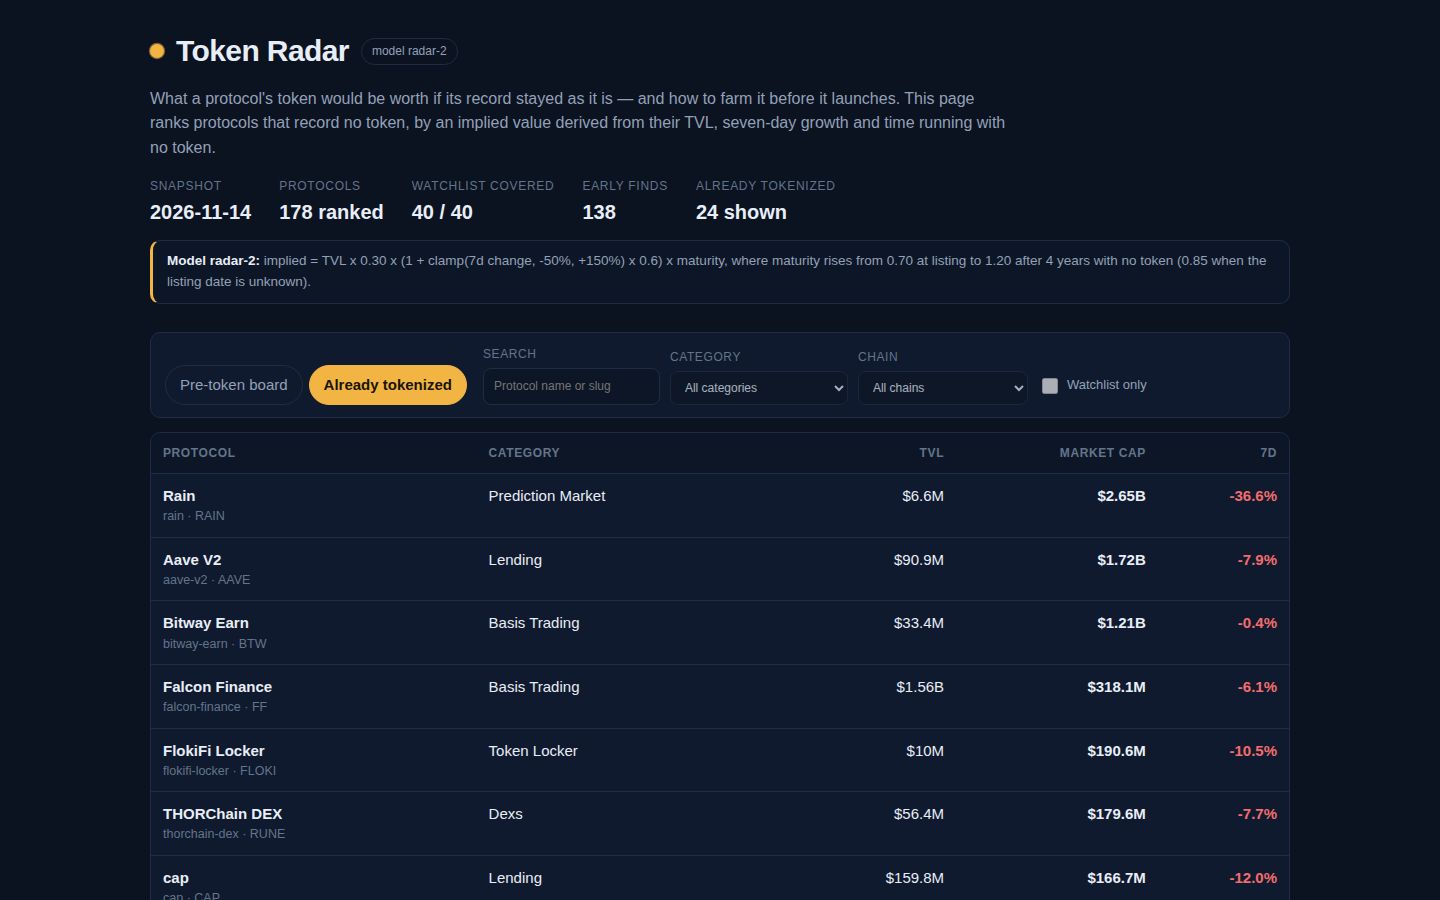 Token Radar
model radar-2
What a protocol's token would be worth if its record stayed as it is — and how to farm it before it launches. This page
ranks protocols that record no token, by an implied value derived from their TVL, seven-day growth and time running with
no token.
SNAPSHOT PROTOCOLS WATCHLIST COVERED EARLY FINDS ALREADY TOKENIZED
2026-11-14 178 ranked 40 / 40 138 24 shown
Model radar-2: implied = TVL x 0.30 x (1 + clamp(7d change, -50%, +150%) x 0.6) x maturity, where maturity rises from 0.70 at listing to 1.20 after 4 years with no token (0.85 when the
listing date is unknown).
SEARCH CATEGORY CHAIN
Pre-token board Already tokenized Protocol name or slug All categories All chains Watchlist only
PROTOCOL CATEGORY TVL MARKET CAP 7D
Rain Prediction Market $6.6M $2.65B -36.6%
rain · RAIN
Aave V2 Lending $90.9M $1.72B -7.9%
aave-v2 · AAVE
Bitway Earn Basis Trading $33.4M $1.21B -0.4%
bitway-earn · BTW
Falcon Finance Basis Trading $1.56B $318.1M -6.1%
falcon-finance · FF
FlokiFi Locker Token Locker $10M $190.6M -10.5%
flokifi-locker · FLOKI
THORChain DEX Dexs $56.4M $179.6M -7.7%
thorchain-dex · RUNE
cap Lending $159.8M $166.7M -12.0%
cap · CAP